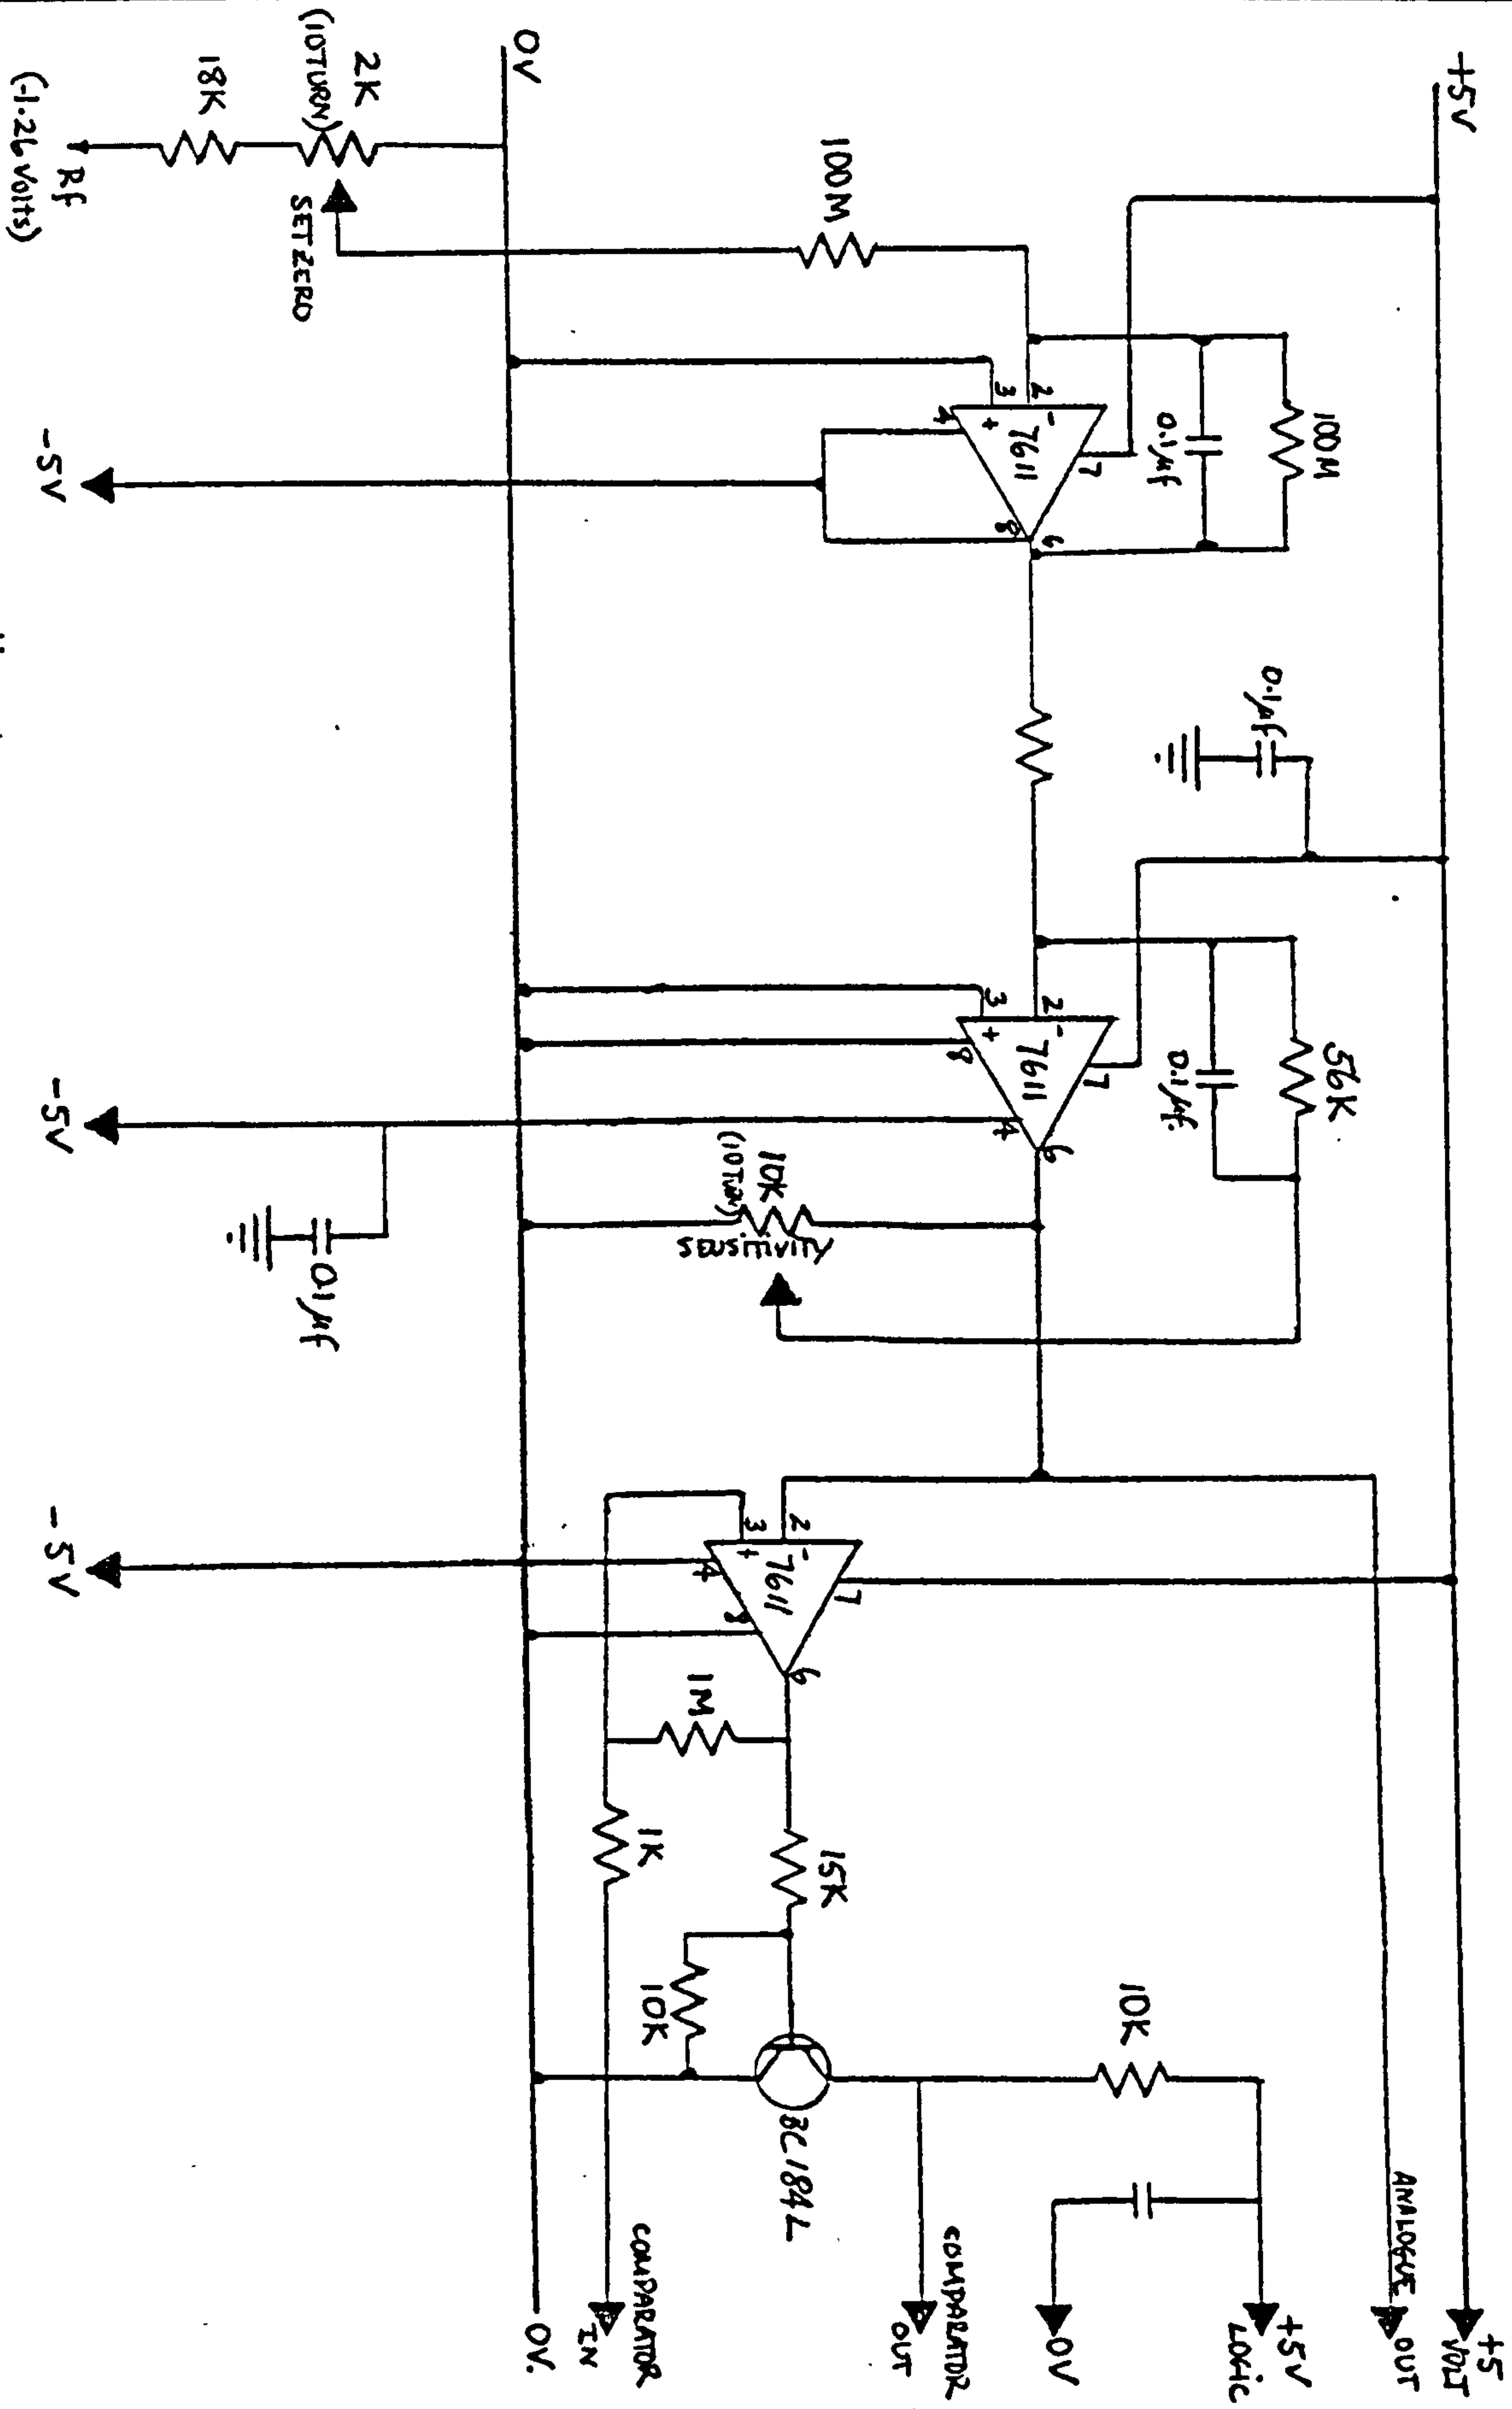 +5V
0V
2K
(10TURN)
18K
Rf
(-1.26 Volts)
SET ZERO
100M
100M
0.1µf
7
2
-
7611
3
+
4
8
6
-5V
0.1µf
56K
0.1µf.
7
2
-
7611
3
+
8
4
6
10K
(10TURN)
SENSITIVITY
-5V
0.1µf
2
-
7611
3
+
4
7
8
6
-5V
1M
1K
15K
10K
10K
BC184L
+5
VOLT
ANALOGUE
OUT
+5V
LOGIC
0V
COMPARATOR
OUT
COMPARATOR
IN
0V.